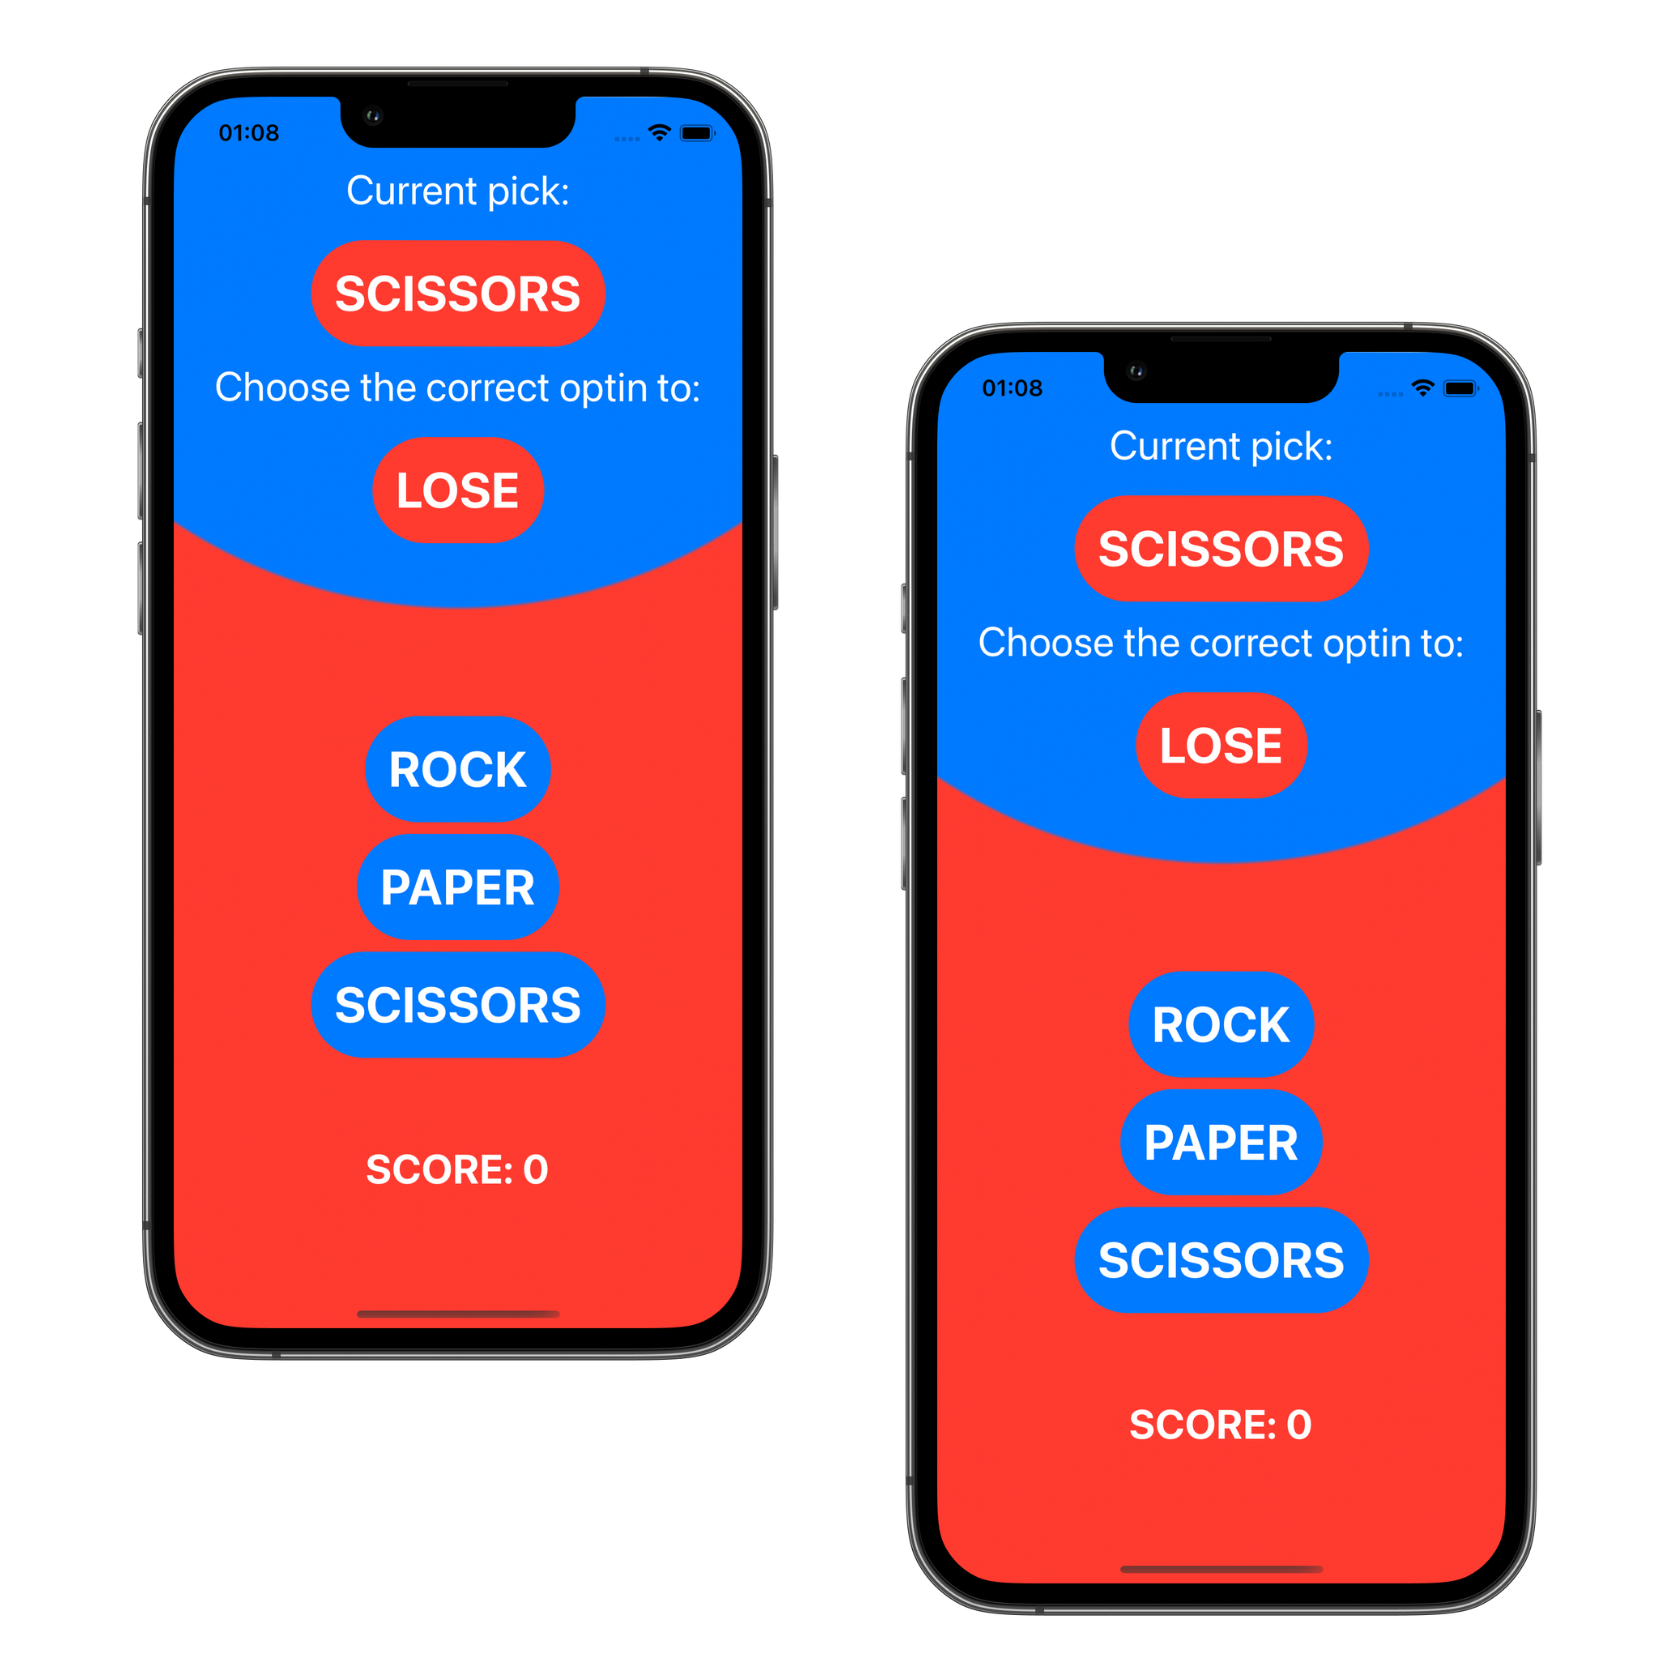 01:08
Current pick:
SCISSORS
Choose the correct optin to:
LOSE
ROCK
PAPER
SCISSORS
SCORE: 0
01:08
Current pick:
SCISSORS
Choose the correct optin to:
LOSE
ROCK
PAPER
SCISSORS
SCORE: 0